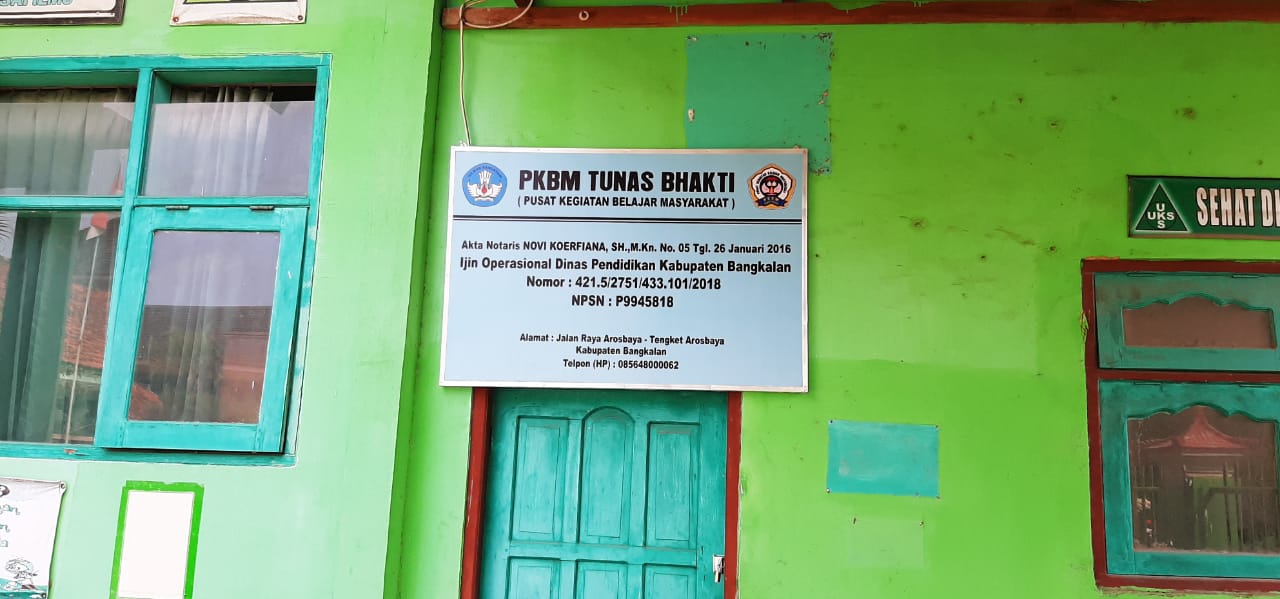 PKBM TUNAS BHAKTI
( PUSAT KEGIATAN BELAJAR MASYARAKAT )
Akta Notaris NOVI KOERFIANA, SH.,M.Kn. No. 05 Tgl. 26 Januari 2016
Ijin Operasional Dinas Pendidikan Kabupaten Bangkalan
Nomor : 421.5/2751/433.101/2018
NPSN : P9945818
Alamat : Jalan Raya Arosbaya - Tengket Arosbaya
Kabupaten Bangkalan
Telpon (HP) : 085648000062
U
UKS
S
SEHAT